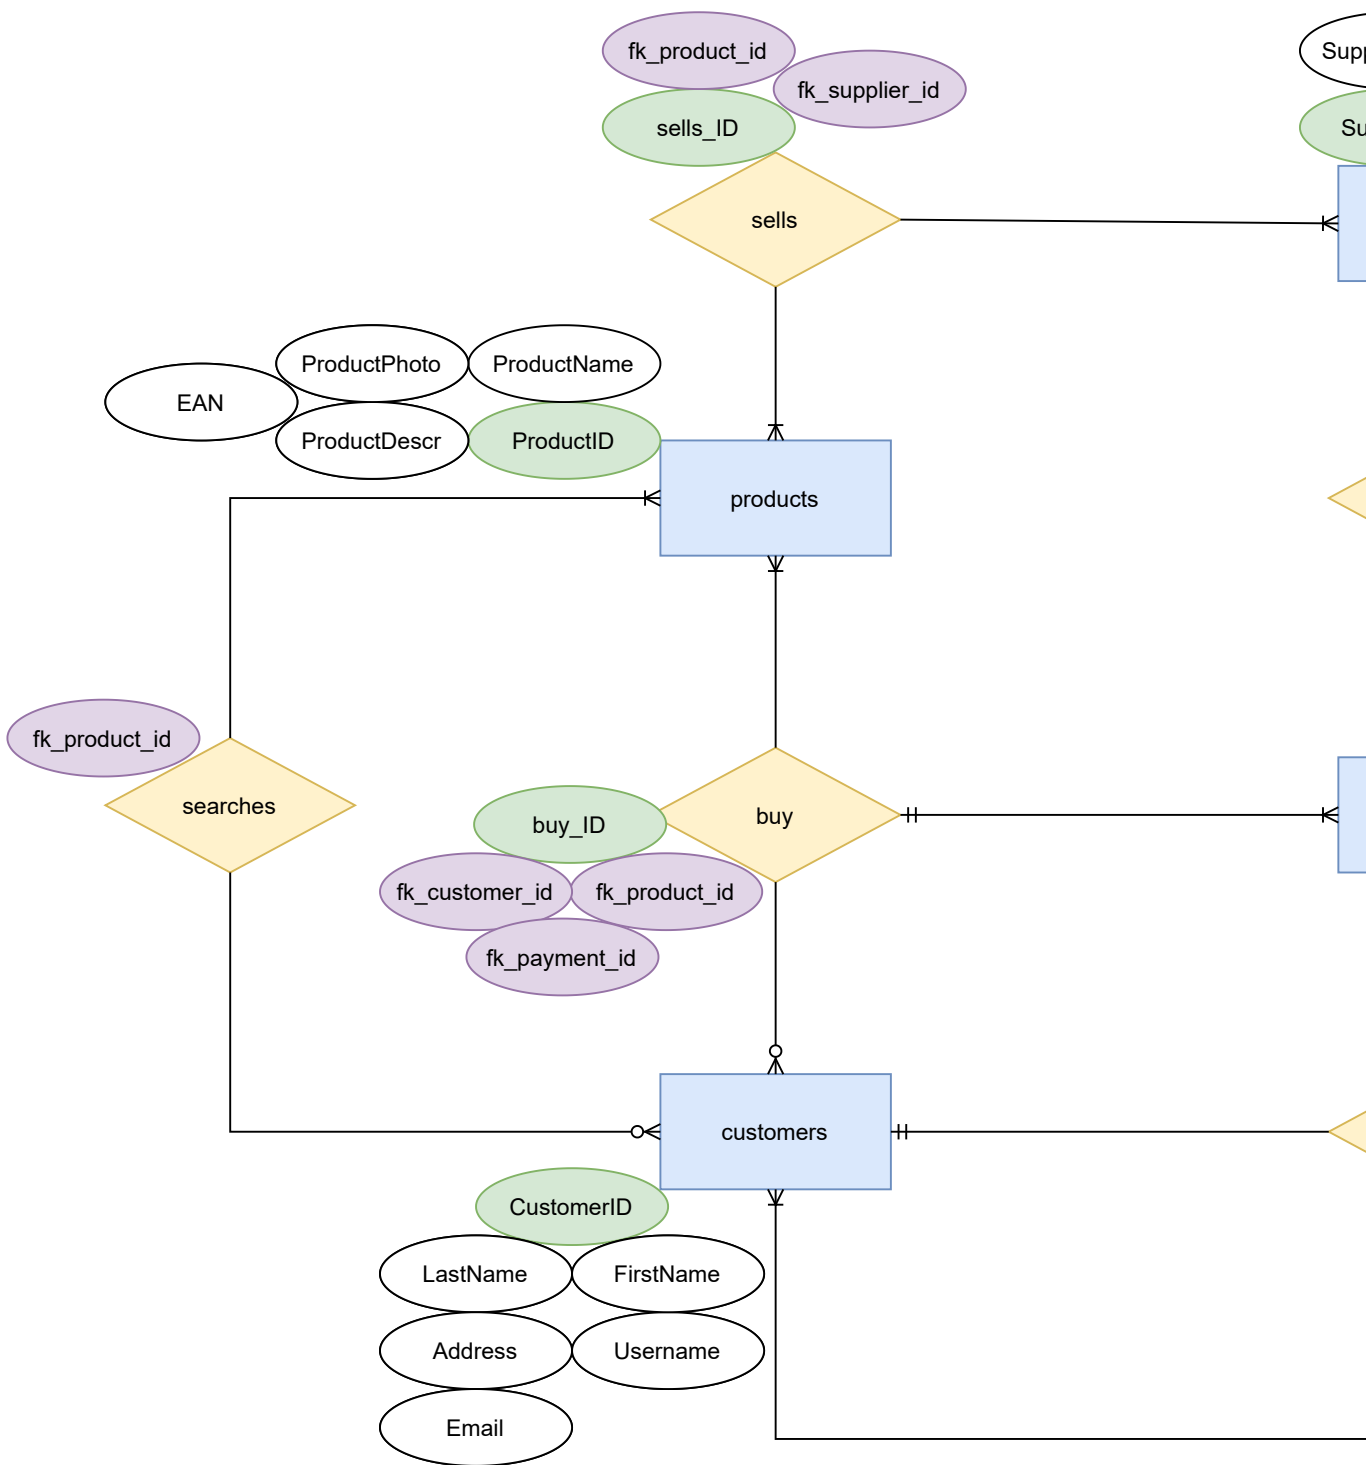 fk_product_id
fk_supplier_id
sells_ID
sells
ProductPhoto
ProductName
EAN
ProductDescr
ProductID
products
fk_product_id
searches
buy
buy_ID
fk_customer_id
fk_product_id
fk_payment_id
customers
CustomerID
LastName
FirstName
Address
Username
Email